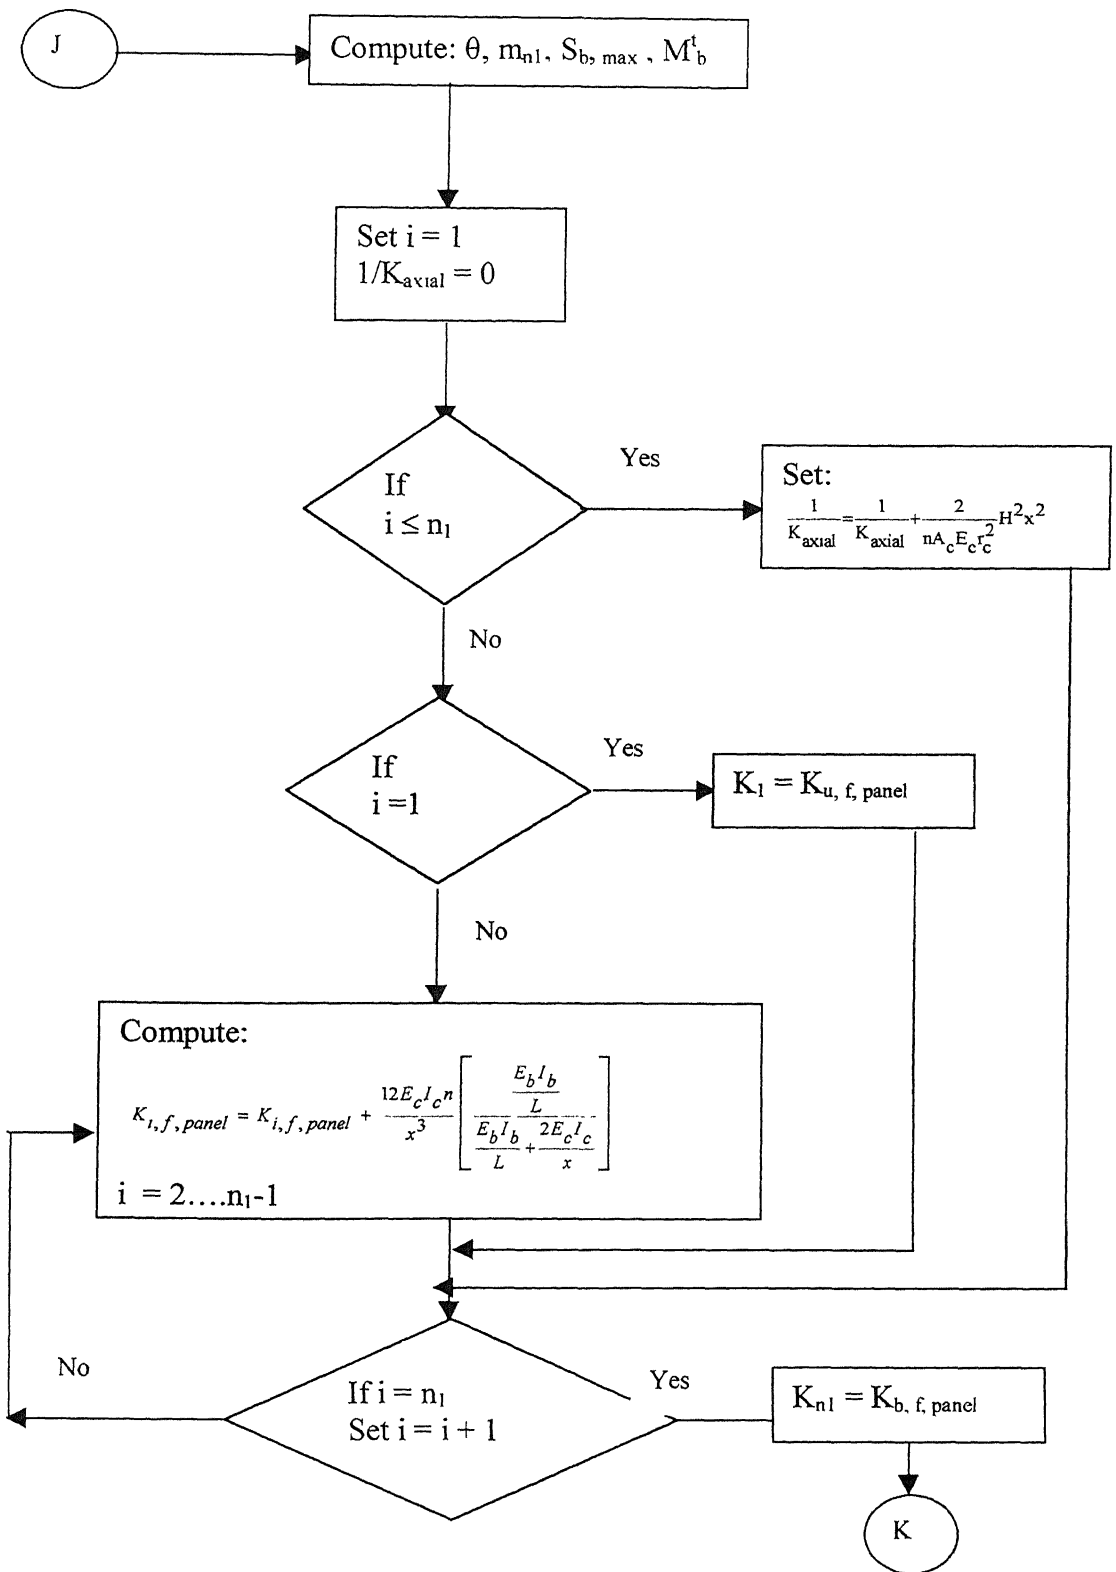 J
Compute: θ, m_n1, S_b, max , M^t_b
Set i = 1
1/K_axial = 0
If
i ≤ n_1
Yes
Set:
1/K_axial = 1/K_axial + 2/(nA_cE_cr_c^2) H^2x^2
No
If
i =1
Yes
K_1 = K_u, f, panel
No
Compute:
K_i,f,panel = K_i,f,panel + 12E_cI_cn/x^3 [ (E_bI_b/L) / (E_bI_b/L + 2E_cI_c/x) ]
i = 2....n_1-1
No
If i = n_1
Set i = i + 1
Yes
K_n1 = K_b, f, panel
K